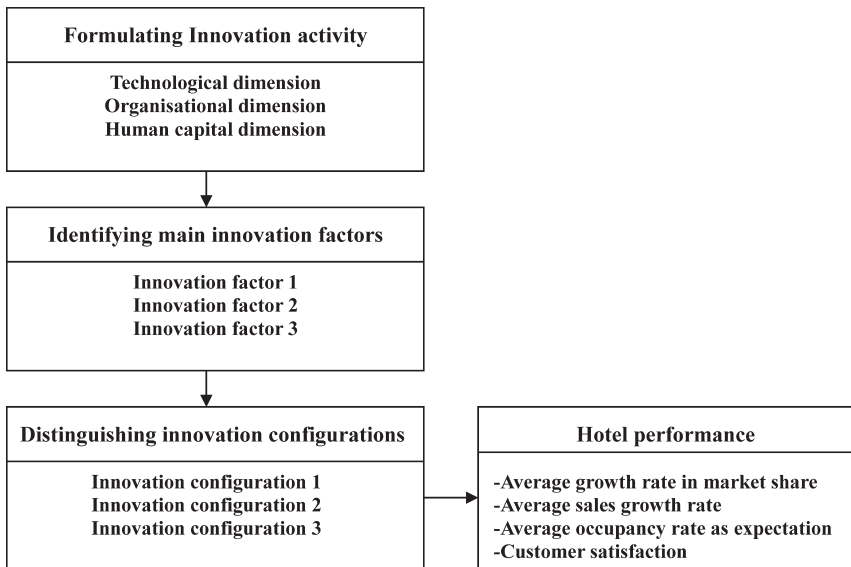 Formulating Innovation activity
Technological dimension
Organisational dimension
Human capital dimension
Identifying main innovation factors
Innovation factor 1
Innovation factor 2
Innovation factor 3
Distinguishing innovation configurations
Innovation configuration 1
Innovation configuration 2
Innovation configuration 3
Hotel performance
-Average growth rate in market share
-Average sales growth rate
-Average occupancy rate as expectation
-Customer satisfaction